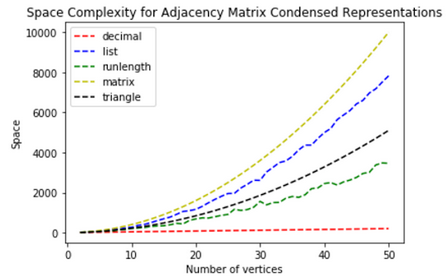 Space Complexity for Adjacency Matrix Condensed Representations
10000
8000
6000
4000
2000
0
Space
decimal
list
runlength
matrix
triangle
0 10 20 30 40 50
Number of vertices